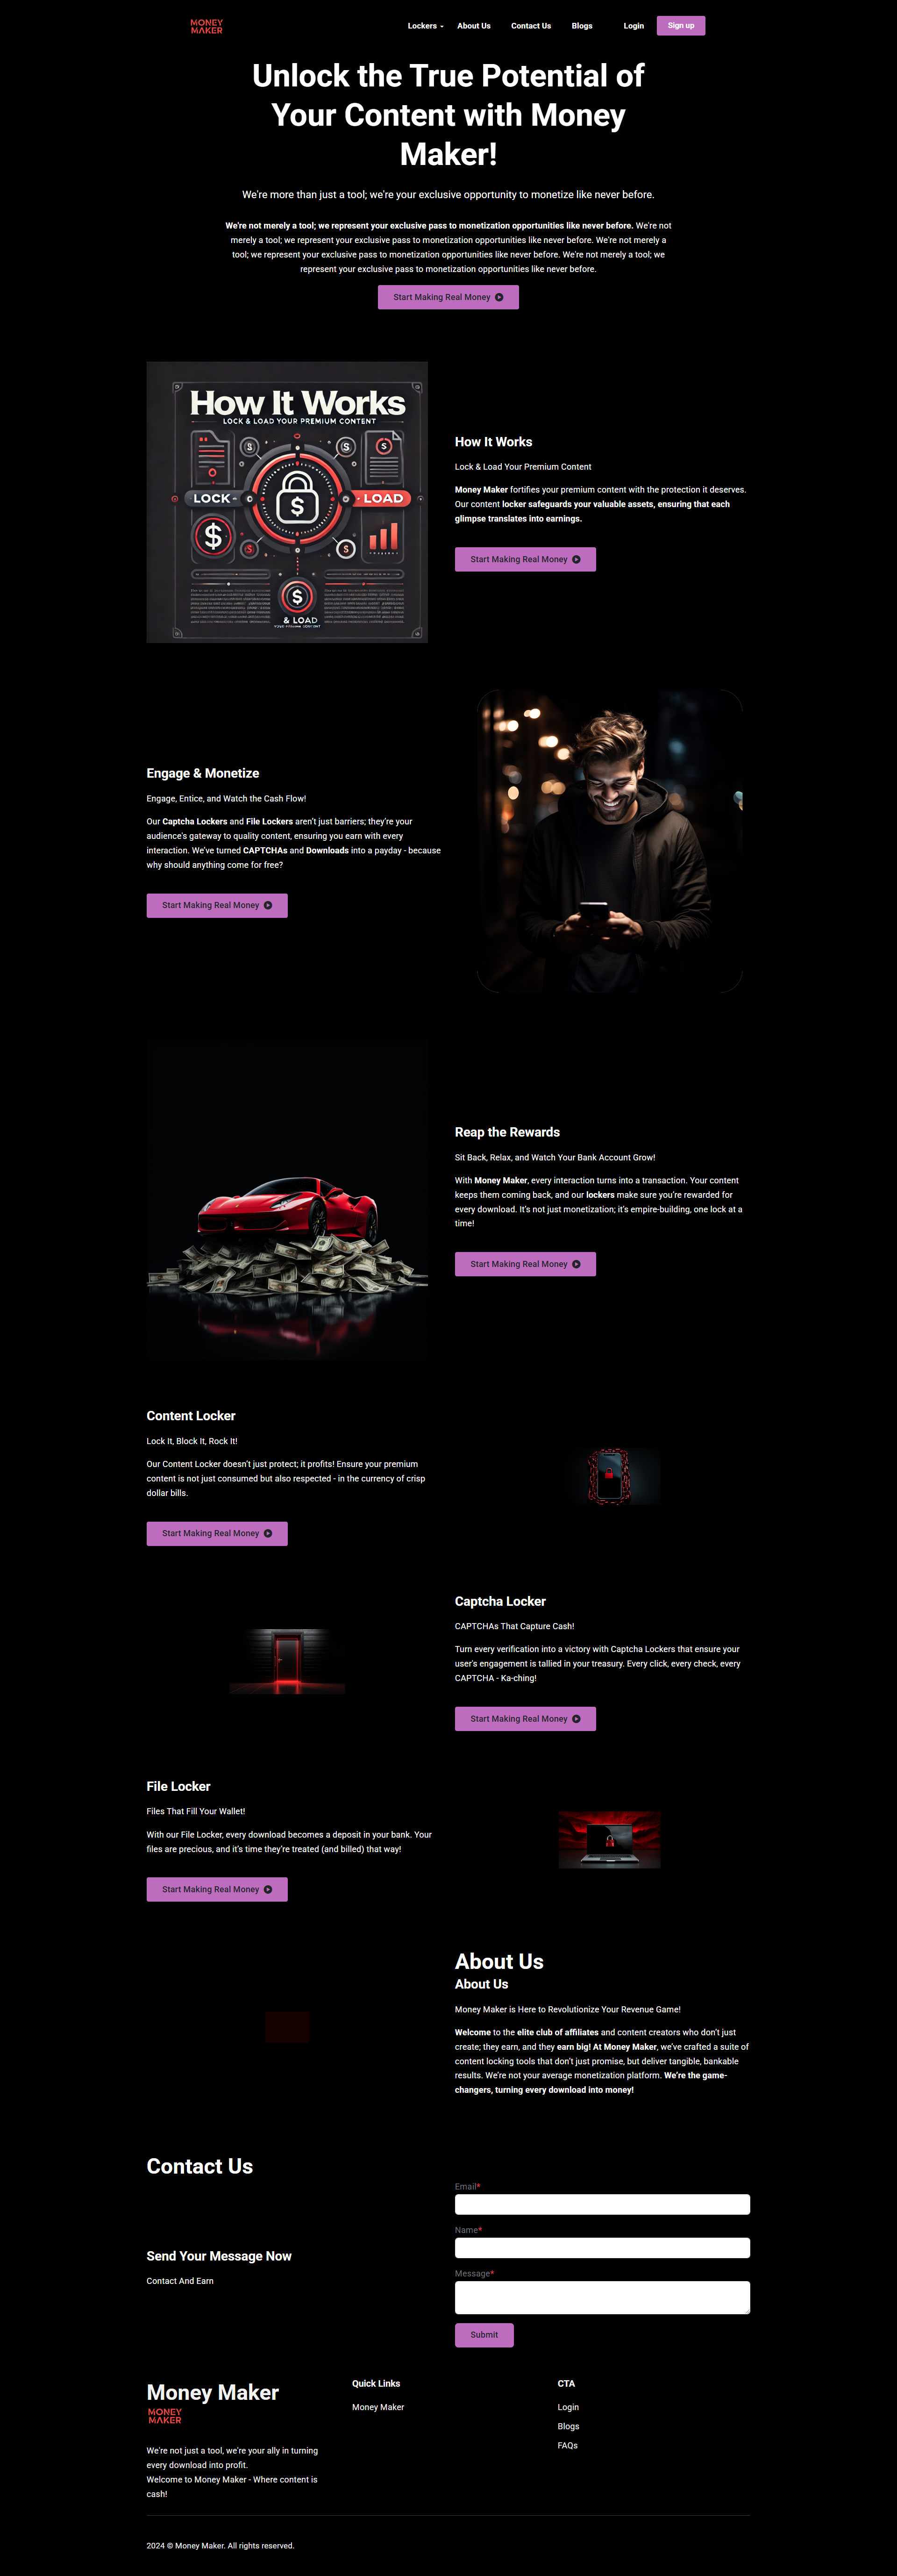 MONEY
MAKER
Lockers
About Us
Contact Us
Blogs
Login
Sign up
Unlock the True Potential of
Your Content with Money
Maker!
We're more than just a tool; we're your exclusive opportunity to monetize like never before.
We're not merely a tool; we represent your exclusive pass to monetization opportunities like never before. We're not
merely a tool; we represent your exclusive pass to monetization opportunities like never before. We're not merely a
tool; we represent your exclusive pass to monetization opportunities like never before. We're not merely a tool; we
represent your exclusive pass to monetization opportunities like never before.
Start Making Real Money
How It Works
LOCK & LOAD YOUR PREMIUM CONTENT
LOCK
LOAD
& LOAD
How It Works
Lock & Load Your Premium Content
Money Maker fortifies your premium content with the protection it deserves.
Our content locker safeguards your valuable assets, ensuring that each
glimpse translates into earnings.
Start Making Real Money
Engage & Monetize
Engage, Entice, and Watch the Cash Flow!
Our Captcha Lockers and File Lockers aren't just barriers; they're your
audience's gateway to quality content, ensuring you earn with every
interaction. We've turned CAPTCHAs and Downloads into a payday - because
why should anything come for free?
Start Making Real Money
Reap the Rewards
Sit Back, Relax, and Watch Your Bank Account Grow!
With Money Maker, every interaction turns into a transaction. Your content
keeps them coming back, and our lockers make sure you're rewarded for
every download. It's not just monetization; it's empire-building, one lock at a
time!
Start Making Real Money
Content Locker
Lock It, Block It, Rock It!
Our Content Locker doesn't just protect; it profits! Ensure your premium
content is not just consumed but also respected - in the currency of crisp
dollar bills.
Start Making Real Money
Captcha Locker
CAPTCHAs That Capture Cash!
Turn every verification into a victory with Captcha Lockers that ensure your
user's engagement is tallied in your treasury. Every click, every check, every
CAPTCHA - Ka-ching!
Start Making Real Money
File Locker
Files That Fill Your Wallet!
With our File Locker, every download becomes a deposit in your bank. Your
files are precious, and it's time they're treated (and billed) that way!
Start Making Real Money
About Us
About Us
Money Maker is Here to Revolutionize Your Revenue Game!
Welcome to the elite club of affiliates and content creators who don't just
create; they earn, and they earn big! At Money Maker, we've crafted a suite of
content locking tools that don't just promise, but deliver tangible, bankable
results. We're not your average monetization platform. We're the game-
changers, turning every download into money!
Contact Us
Send Your Message Now
Contact And Earn
Email*
Name*
Message*
Submit
Money Maker
MONEY
MAKER
We're not just a tool, we're your ally in turning
every download into profit.
Welcome to Money Maker - Where content is
cash!
Quick Links
Money Maker
CTA
Login
Blogs
FAQs
2024 © Money Maker. All rights reserved.